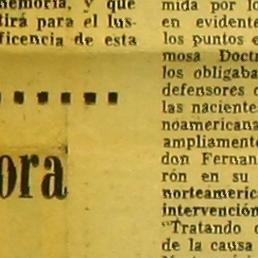 memoria, y que
tirá para el lus-
ficencia de esta
ora
mida por lo
en evidente
los puntos e
mosa Doctr
los obligaba
defensores d
las naciente
noamericana
ampliament
don Fernan
rón en su
norteameric
intervención
"Tratando d
de la causa